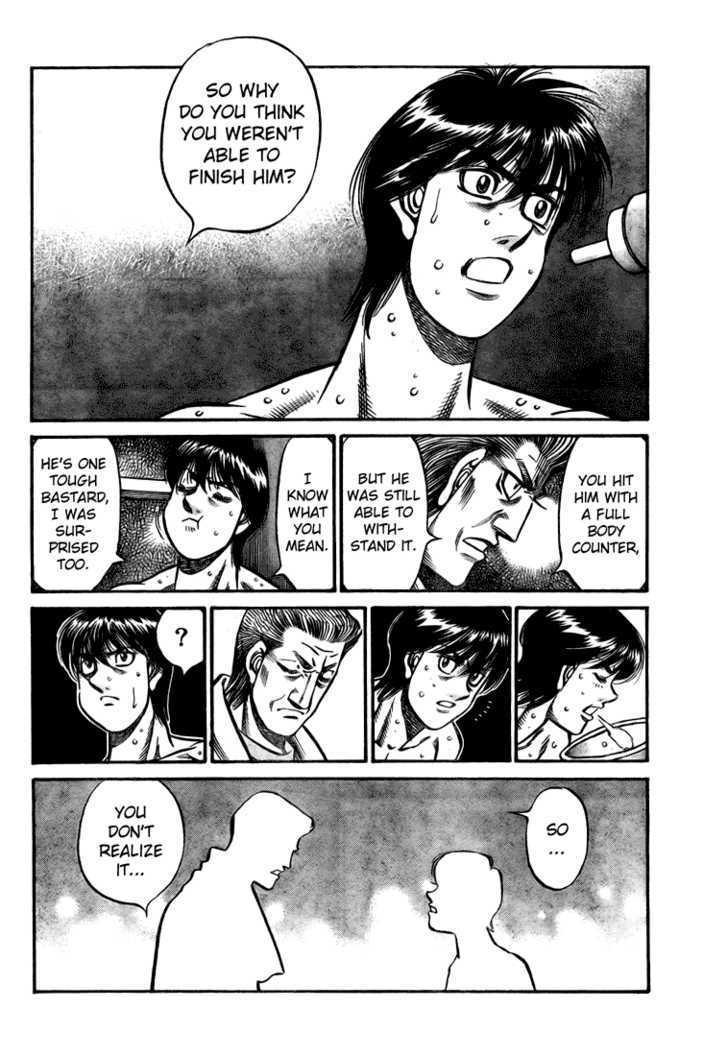 SO WHY
DO YOU THINK
YOU WEREN'T
ABLE TO
FINISH HIM?
YOU HIT
HIM WITH
A FULL
BODY
COUNTER,
BUT HE
WAS STILL
ABLE TO
WITH-
STAND IT.
I
KNOW
WHAT
YOU
MEAN.
HE'S ONE
TOUGH
BASTARD,
I WAS
SUR-
PRISED
TOO.
...
?
SO
...
YOU
DON'T
REALIZE
IT...